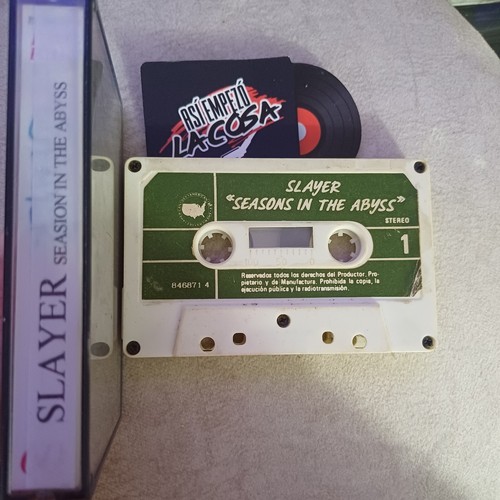 SLAYER SEASION IN THE ABYSS
ASÍ EMPEZÓ
LA COSA
SLAYER
"SEASONS IN THE ABYSS"
STEREO
1
846871 4
Reservados todos los derechos del Productor, Pro-
pietario y de Manufactura. Prohibida la copia, la
ejecución pública y la radiotransmisión.